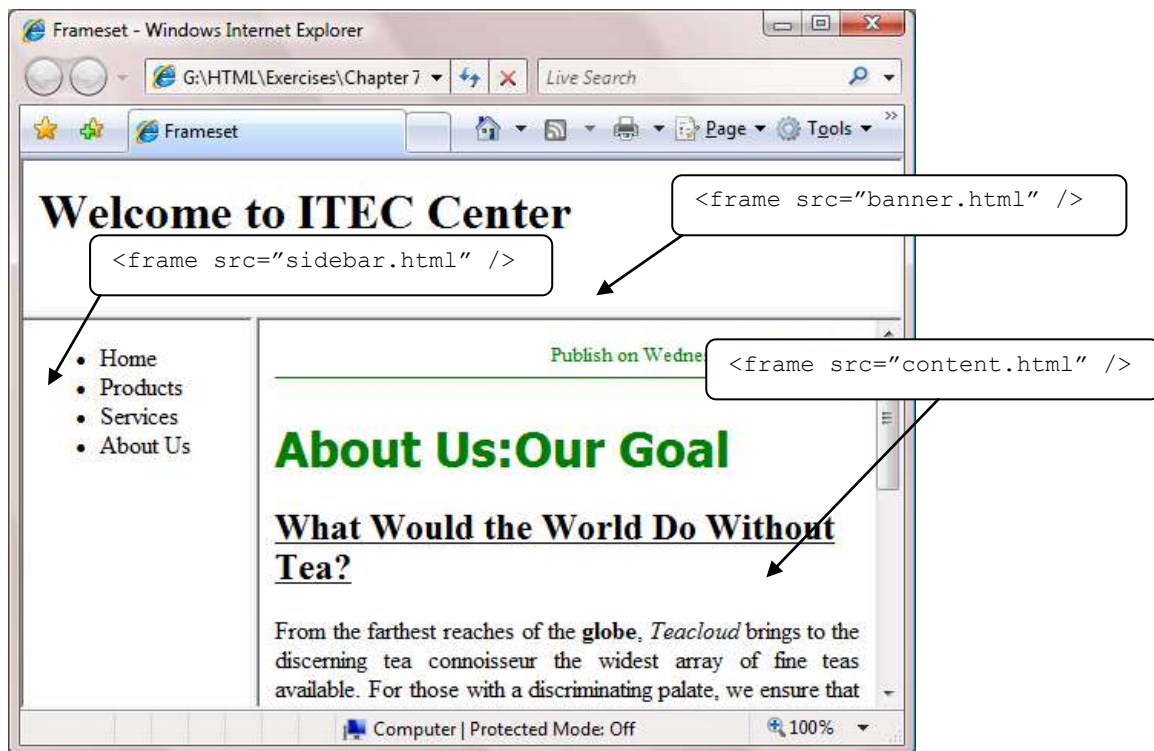 Frameset - Windows Internet Explorer
G:\HTML\Exercises\Chapter 7
Live Search
Frameset
Page
Tools
Welcome to ITEC Center
<frame src="banner.html" />
<frame src="sidebar.html" />
• Home
• Products
• Services
• About Us
Publish on
<frame src="content.html" />
About Us:Our Goal
What Would the World Do Without
Tea?
From the farthest reaches of the globe, Teacloud brings to the
discerning tea connoisseur the widest array of fine teas
available. For those with a discriminating palate, we ensure that
Computer | Protected Mode: Off
100%